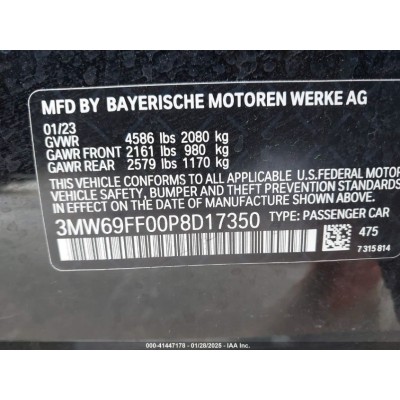 MFD BY BAYERISCHE MOTOREN WERKE AG
01/23
GVWR 4586 lbs 2080 kg
GAWR FRONT 2161 lbs 980 kg
GAWR REAR 2579 lbs 1170 kg
THIS VEHICLE CONFORMS TO ALL APPLICABLE U.S.FEDERAL MOTOR
VEHICLE SAFETY, BUMPER, AND THEFT PREVENTION
STANDARDS IN EFFECT ON THE DATE OF MANUFACTURE SHOWN ABOVE.
3MW69FF00P8D17350 TYPE: PASSENGER CAR
475
7 315 814
000-41447178 - 01/28/2025 - IAA Inc.